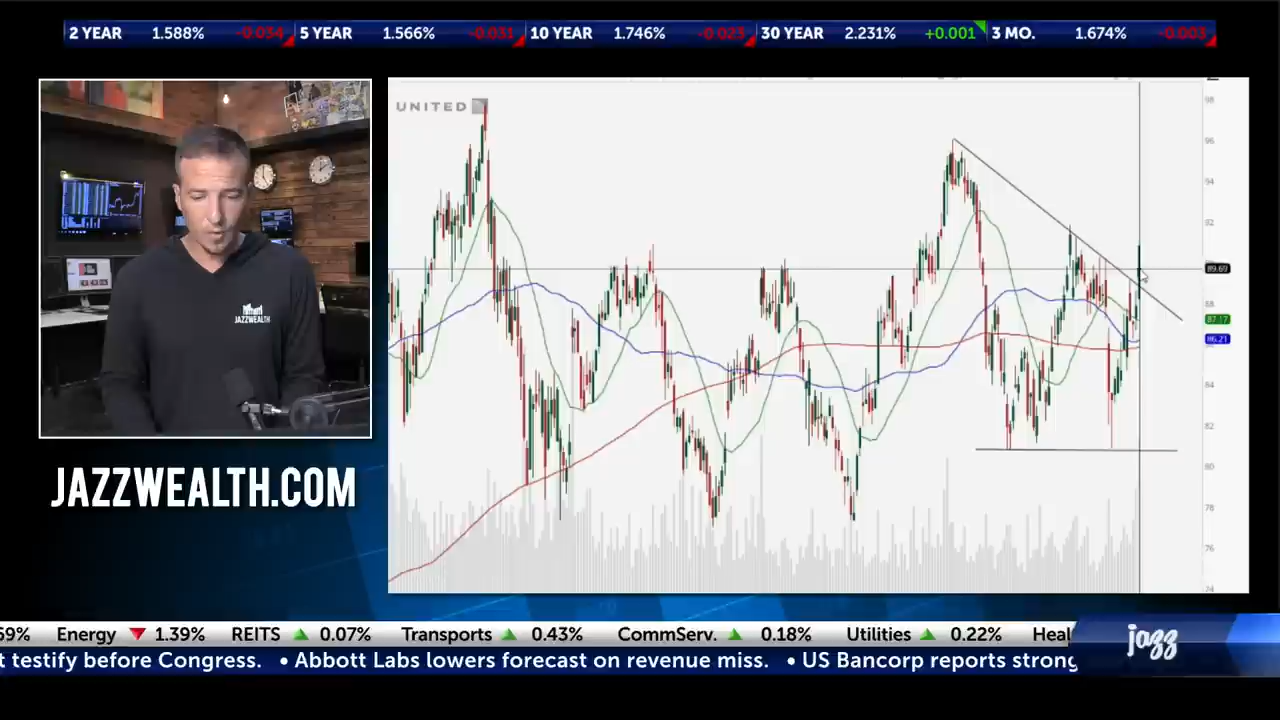 2 YEAR 1.588% -0.034 5 YEAR 1.566% -0.031 10 YEAR 1.746% -0.023 30 YEAR 2.231% +0.001 3 MO. 1.674% -0.003
UNITED
98
96
94
92
89.69
88
87.17
86.21
84
82
80
78
76
74
JAZZWEALTH
JAZZWEALTH.COM
69% Energy 1.39% REITS 0.07% Transports 0.43% CommServ. 0.18% Utilities 0.22% Heal
t testify before Congress. • Abbott Labs lowers forecast on revenue miss. • US Bancorp reports strong
jazz